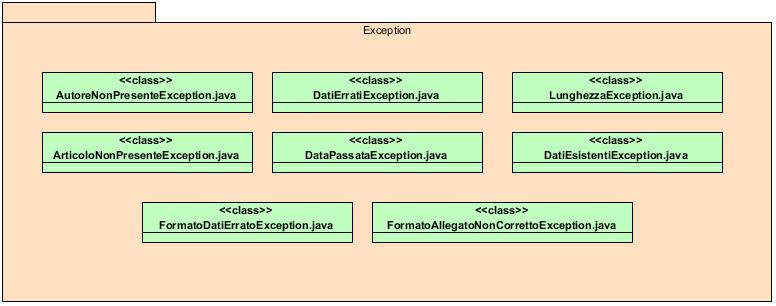 Exception
<<class>>
AutoreNonPresenteException.java
<<class>>
DatiErratiException.java
<<class>>
LunghezzaException.java
<<class>>
ArticoloNonPresenteException.java
<<class>>
DataPassataException.java
<<class>>
DatiEsistentiException.java
<<class>>
FormatoDatiErratoException.java
<<class>>
FormatoAllegatoNonCorrettoException.java